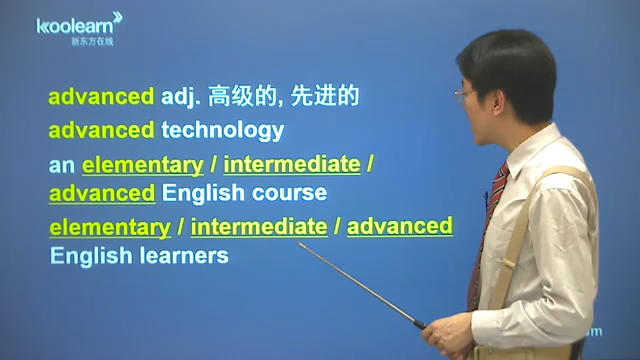 koolearn
新东方在线
advanced adj. 高级的, 先进的
advanced technology
an elementary / intermediate /
advanced English course
elementary / intermediate / advanced
English learners